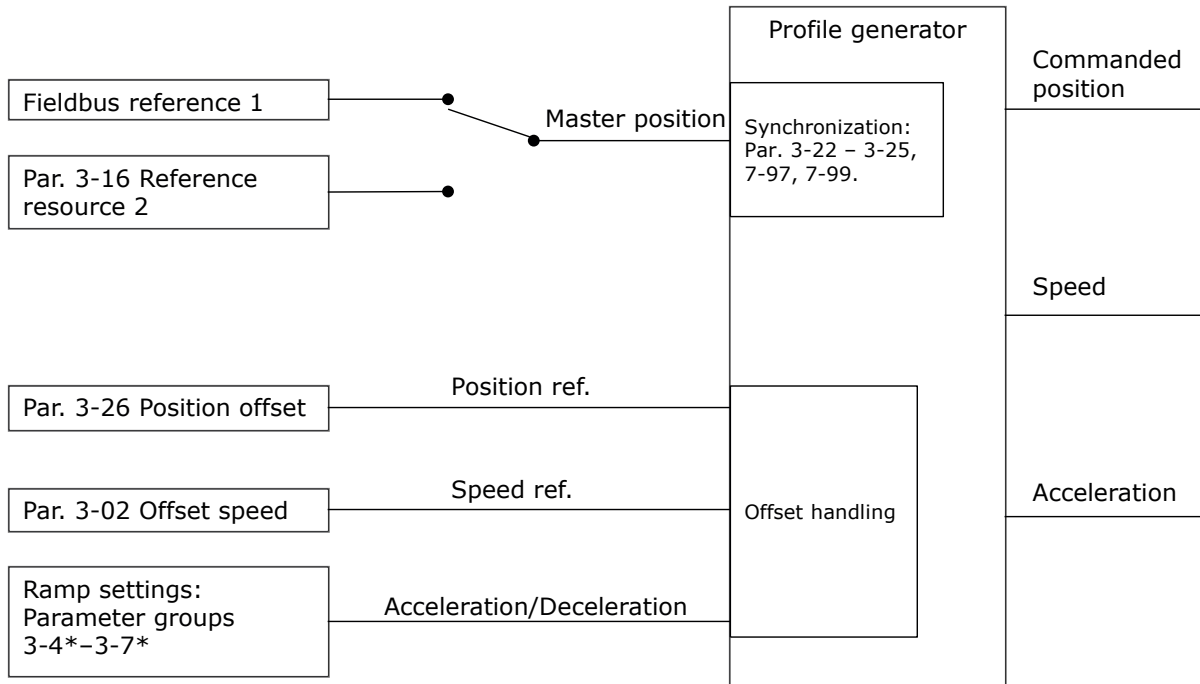 Profile generator
Commanded
position
Fieldbus reference 1
Master position
Synchronization:
Par. 3-22 – 3-25,
7-97, 7-99.
Par. 3-16 Reference
resource 2
Speed
Position ref.
Par. 3-26 Position offset
Speed ref.
Par. 3-02 Offset speed
Offset handling
Acceleration
Ramp settings:
Parameter groups
3-4*–3-7*
Acceleration/Deceleration